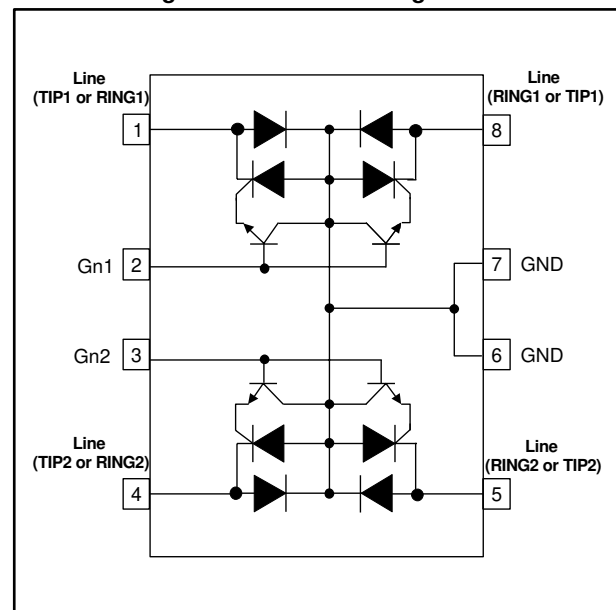 Line
(TIP1 or RING1)
Line
(RING1 or TIP1)
1
8
Gn1
2
7
GND
Gn2
3
6
GND
Line
(TIP2 or RING2)
Line
(RING2 or TIP2)
4
5